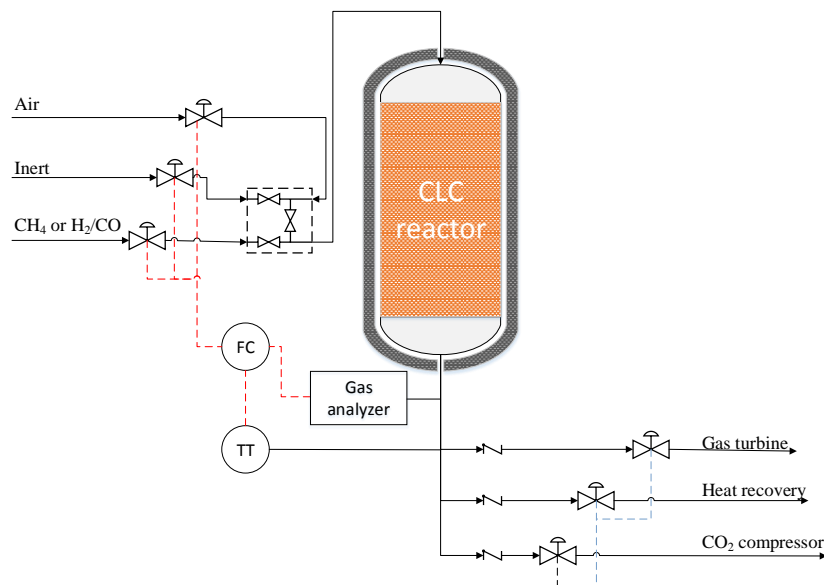 Air
Inert
CH₄ or H₂/CO
CLC
reactor
FC
Gas
analyzer
TT
Gas turbine
Heat recovery
CO₂ compressor